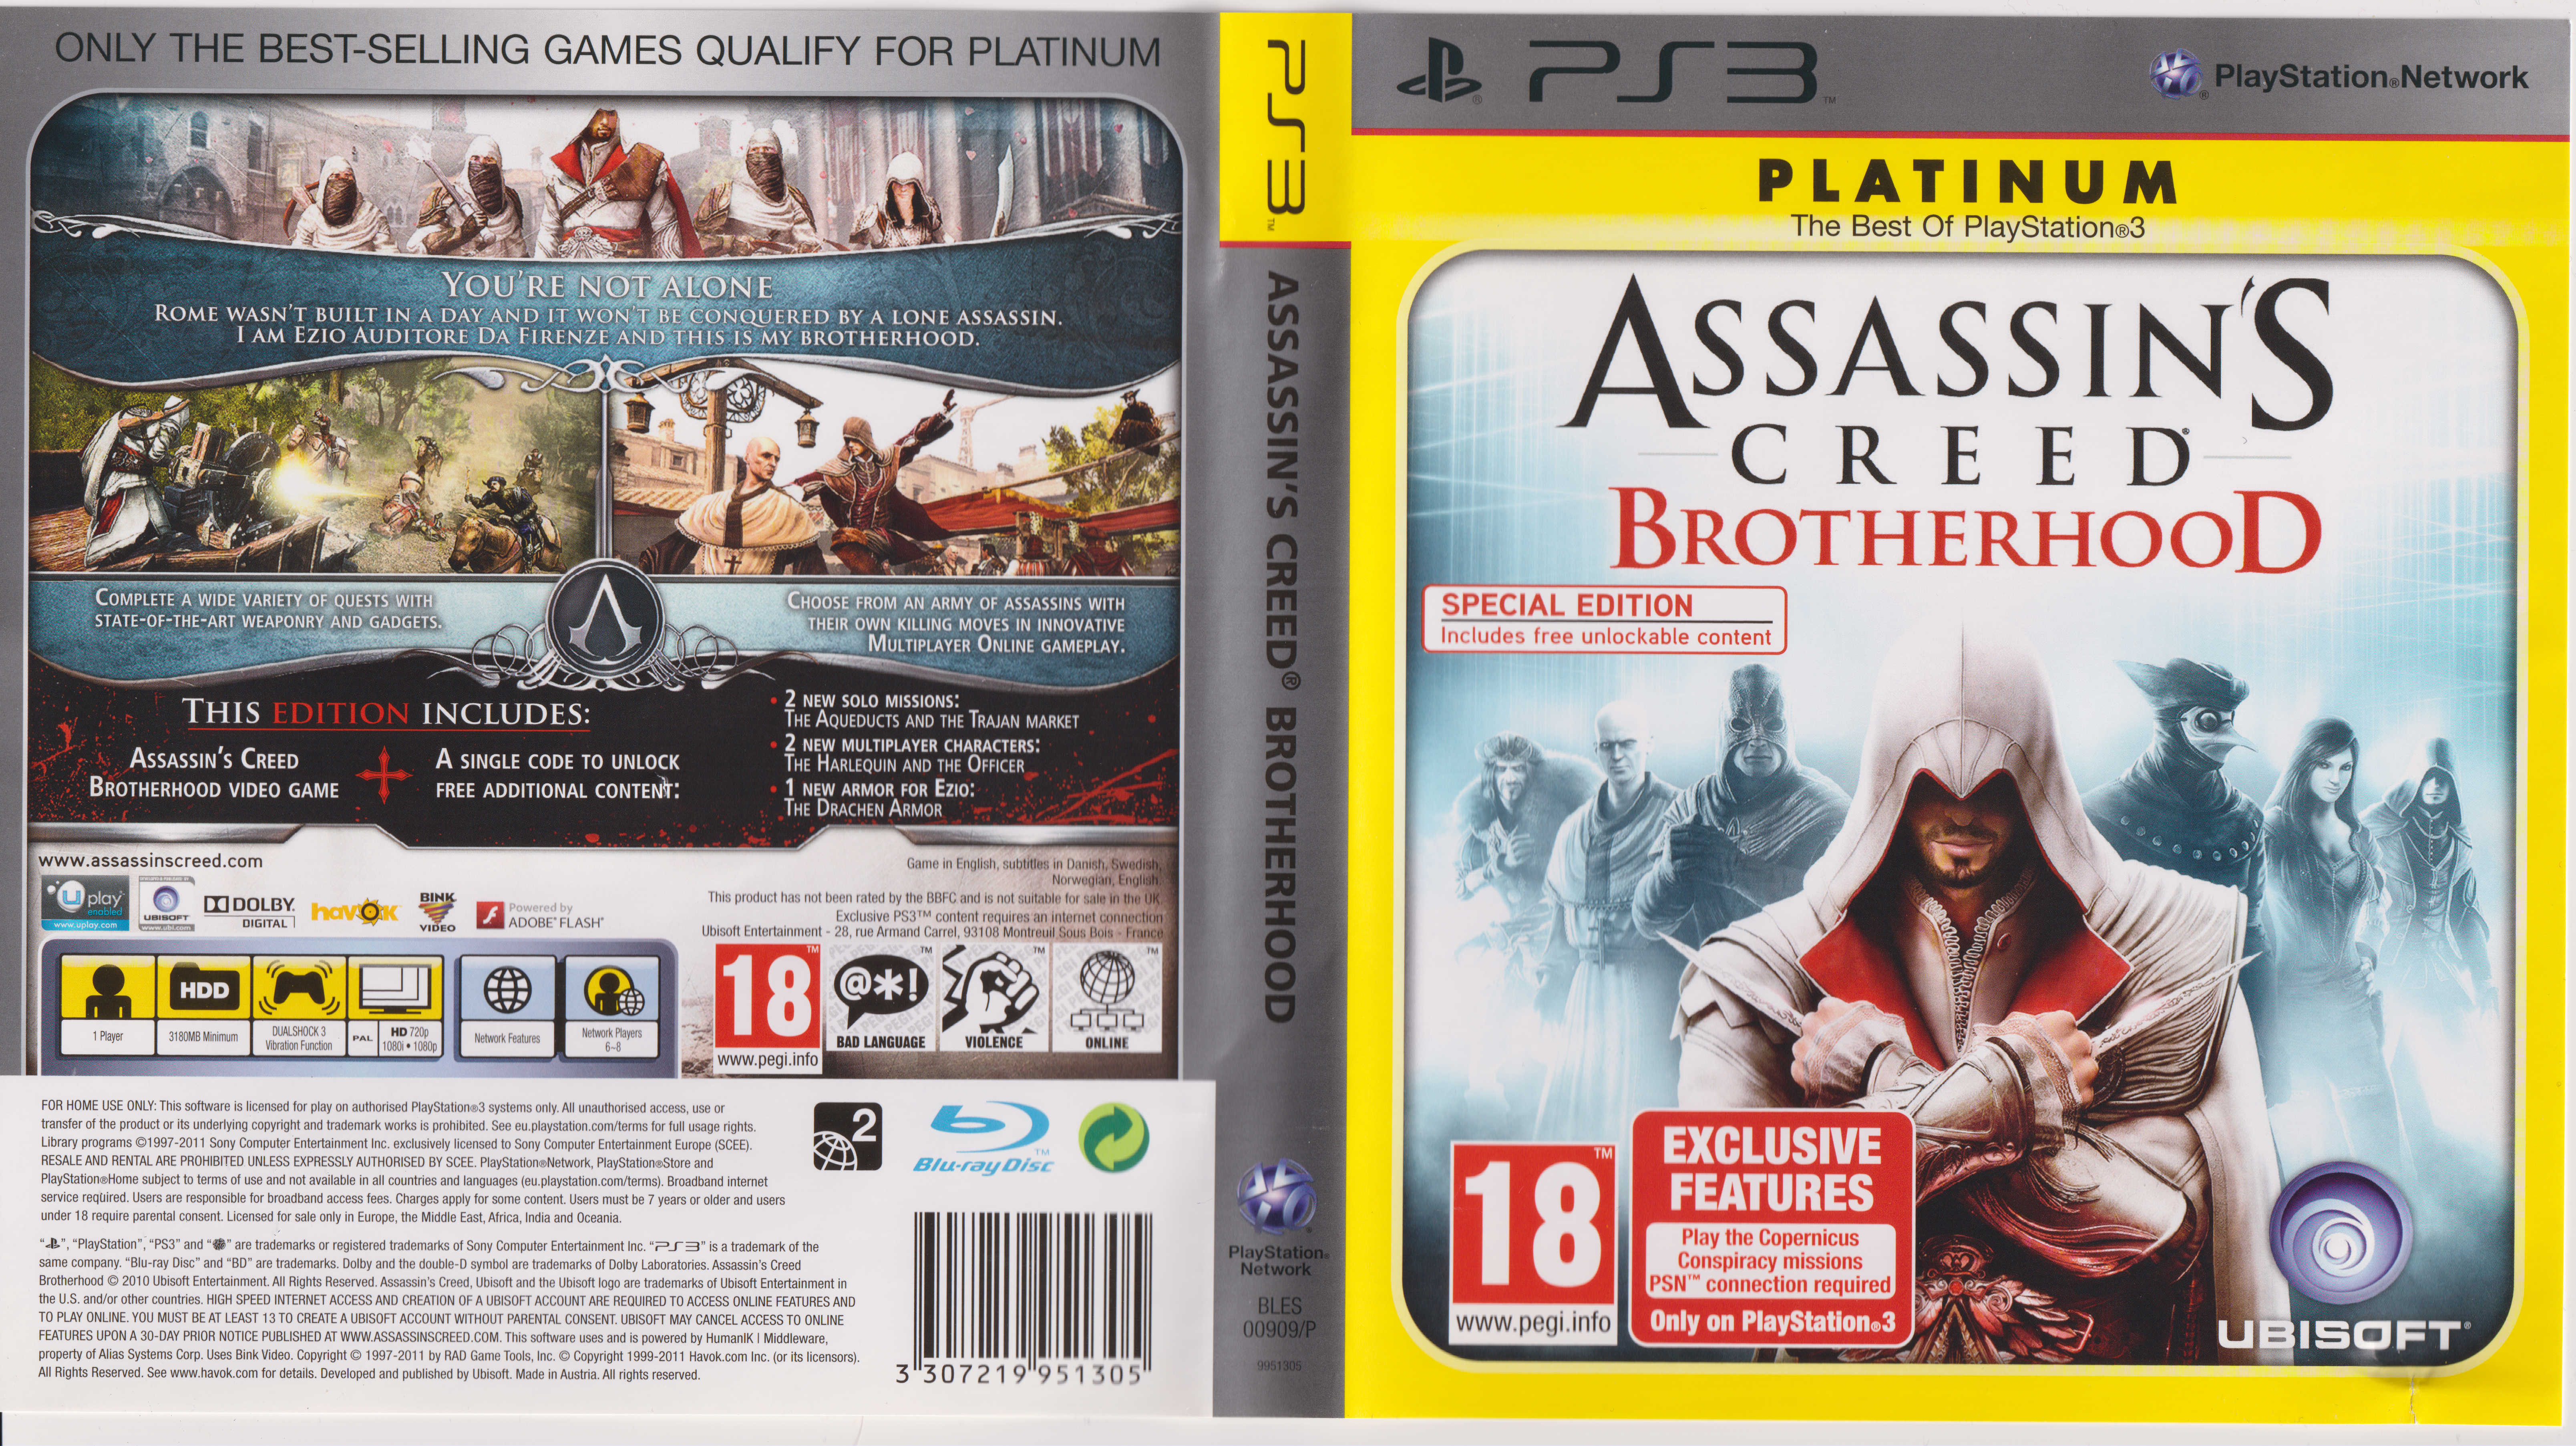 ONLY THE BEST-SELLING GAMES QUALIFY FOR PLATINUM
YOU'RE NOT ALONE
ROME WASN'T BUILT IN A DAY AND IT WON'T BE CONQUERED BY A LONE ASSASSIN.
I AM EZIO AUDITORE DA FIRENZE AND THIS IS MY BROTHERHOOD.
COMPLETE A WIDE VARIETY OF QUESTS WITH
STATE-OF-THE-ART WEAPONRY AND GADGETS.
CHOOSE FROM AN ARMY OF ASSASSINS WITH
THEIR OWN KILLING MOVES IN INNOVATIVE
MULTIPLAYER ONLINE GAMEPLAY.
THIS EDITION INCLUDES:
ASSASSIN'S CREED
BROTHERHOOD VIDEO GAME
A SINGLE CODE TO UNLOCK
FREE ADDITIONAL CONTENT:
• 2 NEW SOLO MISSIONS:
THE AQUEDUCTS AND THE TRAJAN MARKET
• 2 NEW MULTIPLAYER CHARACTERS:
THE HARLEQUIN AND THE OFFICER
• 1 NEW ARMOR FOR EZIO:
THE DRACHEN ARMOR
www.assassinscreed.com
Uplay
enabled
www.uplay.com
UBISOFT
www.ubi.com
DOLBY
DIGITAL
havok
BINK
VIDEO
Powered by
ADOBE® FLASH®
Game in English, subtitles in Danish, Swedish,
Norwegian, English.
This product has not been rated by the BBFC and is not suitable for sale in the UK.
Exclusive PS3™ content requires an internet connection
Ubisoft Entertainment - 28, rue Armand Carrel, 93108 Montreuil Sous Bois - France
1 Player
HDD
3180MB Minimum
DUALSHOCK 3
Vibration Function
PAL
HD 720p
1080i • 1080p
Network Features
Network Players
6~8
18™
www.pegi.info
@*!
BAD LANGUAGE
VIOLENCE
ONLINE
FOR HOME USE ONLY: This software is licensed for play on authorised PlayStation®3 systems only. All unauthorised access, use or
transfer of the product or its underlying copyright and trademark works is prohibited. See eu.playstation.com/terms for full usage rights.
Library programs ©1997-2011 Sony Computer Entertainment Inc. exclusively licensed to Sony Computer Entertainment Europe (SCEE).
RESALE AND RENTAL ARE PROHIBITED UNLESS EXPRESSLY AUTHORISED BY SCEE. PlayStation®Network, PlayStation®Store and
PlayStation®Home subject to terms of use and not available in all countries and languages (eu.playstation.com/terms). Broadband internet
service required. Users are responsible for broadband access fees. Charges apply for some content. Users must be 7 years or older and users
under 18 require parental consent. Licensed for sale only in Europe, the Middle East, Africa, India and Oceania.
2
Blu-ray Disc™
"", "PlayStation", "PS3" and "" are trademarks or registered trademarks of Sony Computer Entertainment Inc. "PS3" is a trademark of the
same company. "Blu-ray Disc" and "BD" are trademarks. Dolby and the double-D symbol are trademarks of Dolby Laboratories. Assassin's Creed
Brotherhood © 2010 Ubisoft Entertainment. All Rights Reserved. Assassin's Creed, Ubisoft and the Ubisoft logo are trademarks of Ubisoft Entertainment in
the U.S. and/or other countries. HIGH SPEED INTERNET ACCESS AND CREATION OF A UBISOFT ACCOUNT ARE REQUIRED TO ACCESS ONLINE FEATURES AND
TO PLAY ONLINE. YOU MUST BE AT LEAST 13 TO CREATE A UBISOFT ACCOUNT WITHOUT PARENTAL CONSENT. UBISOFT MAY CANCEL ACCESS TO ONLINE
FEATURES UPON A 30-DAY PRIOR NOTICE PUBLISHED AT WWW.ASSASSINSCREED.COM. This software uses and is powered by HumanIK | Middleware,
property of Alias Systems Corp. Uses Bink Video. Copyright © 1997-2011 by RAD Game Tools, Inc. © Copyright 1999-2011 Havok.com Inc. (or its licensors).
All Rights Reserved. See www.havok.com for details. Developed and published by Ubisoft. Made in Austria. All rights reserved.
3 307219 951305
PS3™
ASSASSIN'S CREED® BROTHERHOOD
PlayStation®
Network
BLES
00909/P
9951305
PS3™
PlayStation®Network
PLATINUM
The Best Of PlayStation®3
ASSASSIN'S
CREED®
BROTHERHOOD
SPECIAL EDITION
Includes free unlockable content
18™
www.pegi.info
EXCLUSIVE
FEATURES
Play the Copernicus
Conspiracy missions
PSN™ connection required
Only on PlayStation®3
UBISOFT®